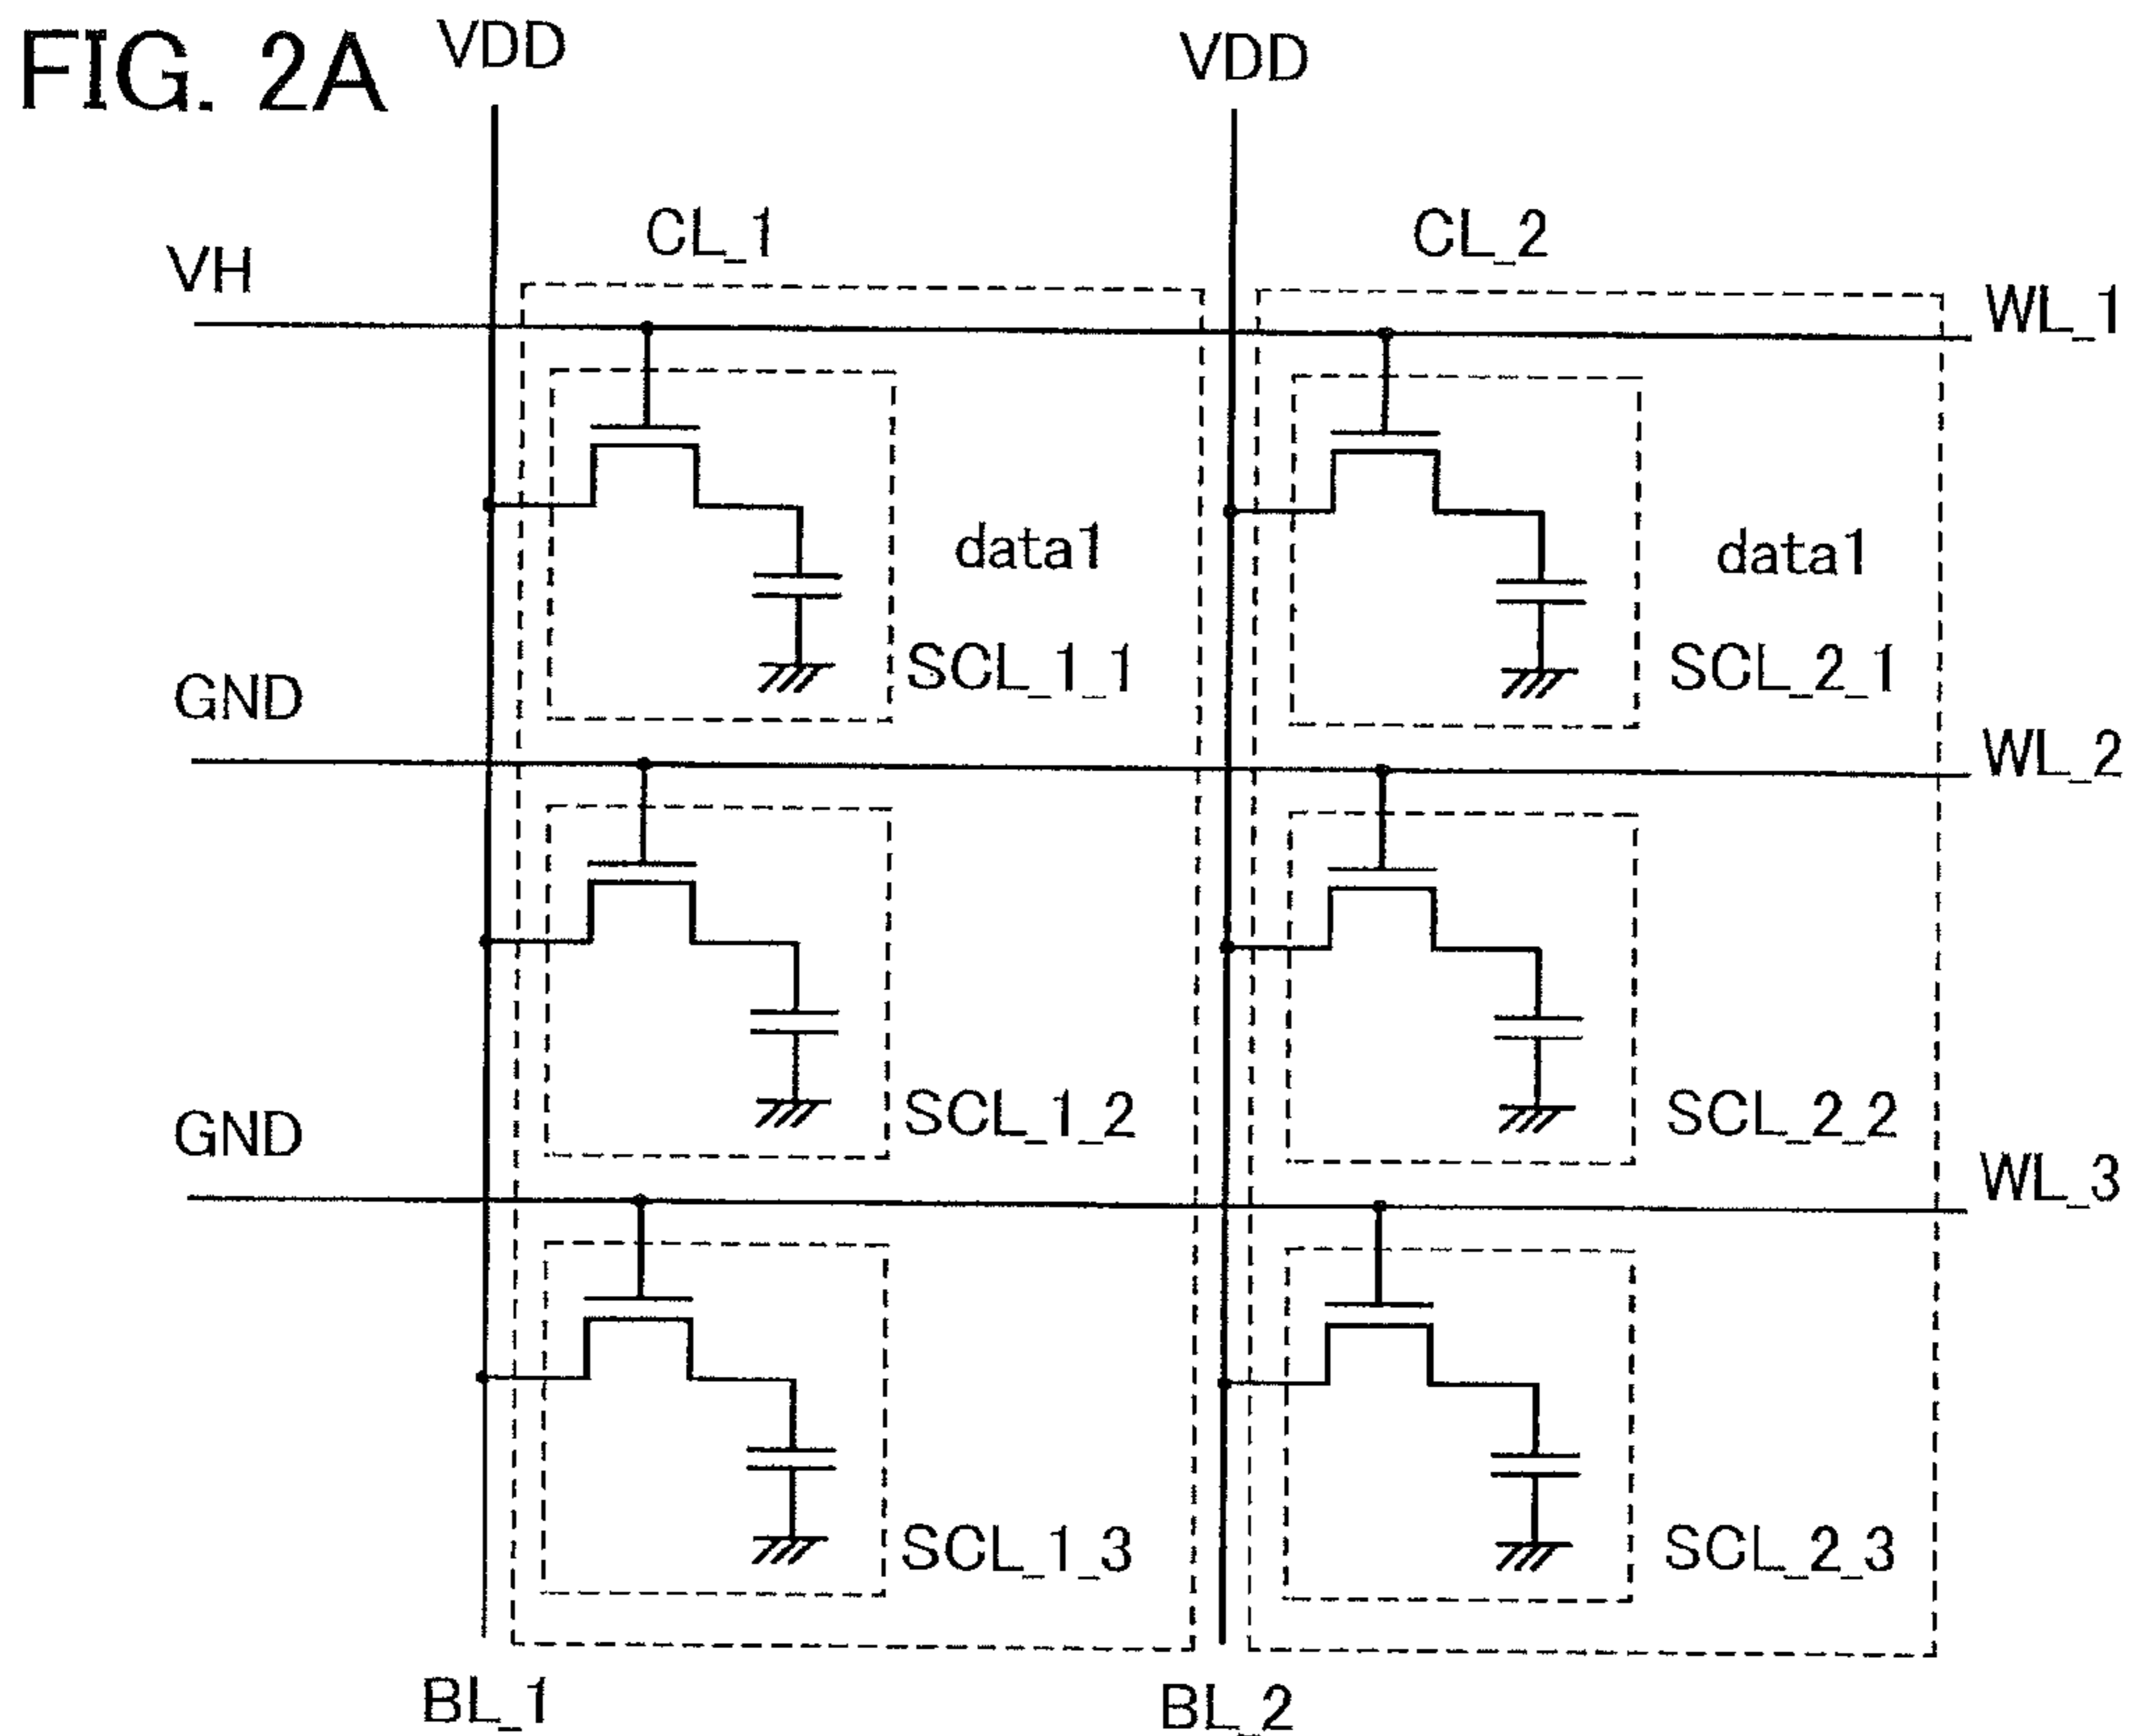 FIG. 2A
VDD
VDD
CL_1
CL_2
VH
WL_1
data1
data1
SCL_1_1
SCL_2_1
GND
WL_2
SCL_1_2
SCL_2_2
GND
WL_3
SCL_1_3
SCL_2_3
BL_1
BL_2